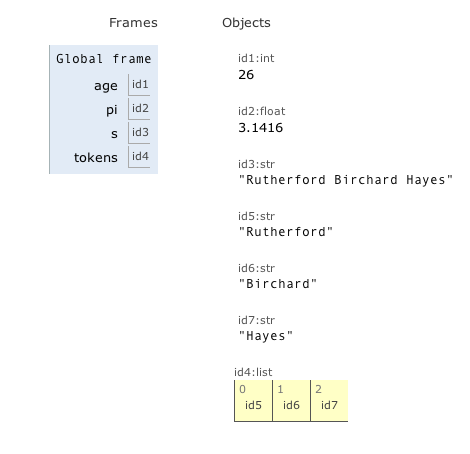 Frames Objects
Global frame
age id1
pi id2
s id3
tokens id4
id1:int
26
id2:float
3.1416
id3:str
"Rutherford Birchard Hayes"
id5:str
"Rutherford"
id6:str
"Birchard"
id7:str
"Hayes"
id4:list
0 1 2
id5 id6 id7